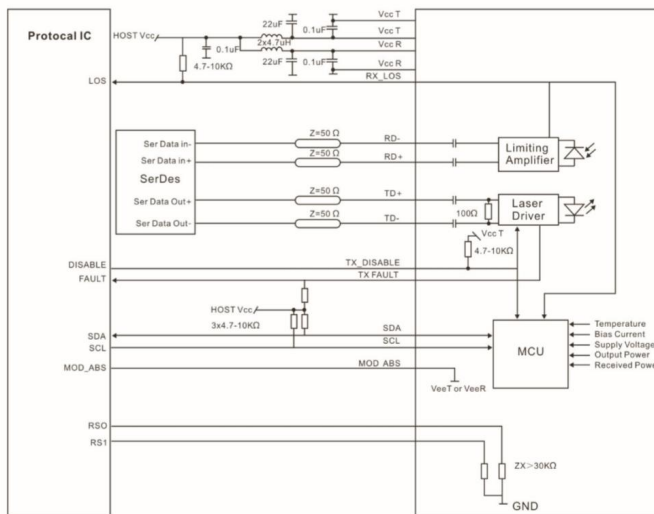 Protocal IC
22uF
Vcc T
HOST Vcc
0.1uF
Vcc T
2x4.7uH
0.1uF
Vcc R
4.7-10KΩ
22uF
0.1uF
Vcc R
LOS
RX_LOS
Z=50 Ω
RD-
Ser Data in-
Limiting
Amplifier
Z=50 Ω
RD+
Ser Data in+
SerDes
Z=50 Ω
TD+
Ser Data Out+
Laser
Driver
100Ω
Z=50 Ω
TD-
Ser Data Out-
Vcc T
4.7-10KΩ
DISABLE
TX_DISABLE
FAULT
TX FAULT
HOST Vcc
3x4.7-10KΩ
SDA
SDA
SCL
SCL
MCU
Temperature
Bias Current
Supply Voltage
Output Power
Received Power
MOD_ABS
MOD ABS
VeeT or VeeR
RSO
RS1
ZX>30KΩ
GND